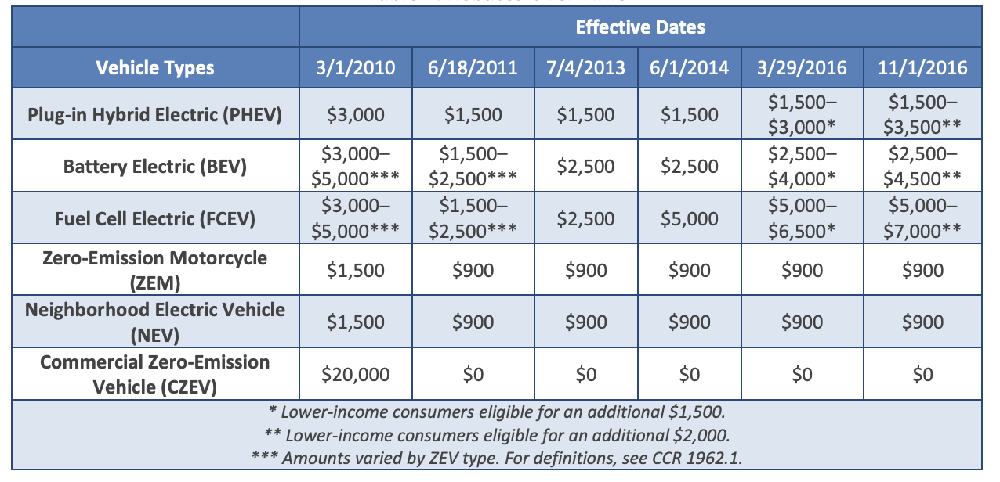 Effective Dates
Vehicle Types 3/1/2010 6/18/2011 7/4/2013 6/1/2014 3/29/2016 11/1/2016
Plug-in Hybrid Electric (PHEV) $3,000 $1,500 $1,500 $1,500 $1,500–$3,000* $1,500–$3,500**
Battery Electric (BEV) $3,000–$5,000*** $1,500–$2,500*** $2,500 $2,500 $2,500–$4,000* $2,500–$4,500**
Fuel Cell Electric (FCEV) $3,000–$5,000*** $1,500–$2,500*** $2,500 $5,000 $5,000–$6,500* $5,000–$7,000**
Zero-Emission Motorcycle (ZEM) $1,500 $900 $900 $900 $900 $900
Neighborhood Electric Vehicle (NEV) $1,500 $900 $900 $900 $900 $900
Commercial Zero-Emission Vehicle (CZEV) $20,000 $0 $0 $0 $0 $0
* Lower-income consumers eligible for an additional $1,500.
** Lower-income consumers eligible for an additional $2,000.
*** Amounts varied by ZEV type. For definitions, see CCR 1962.1.